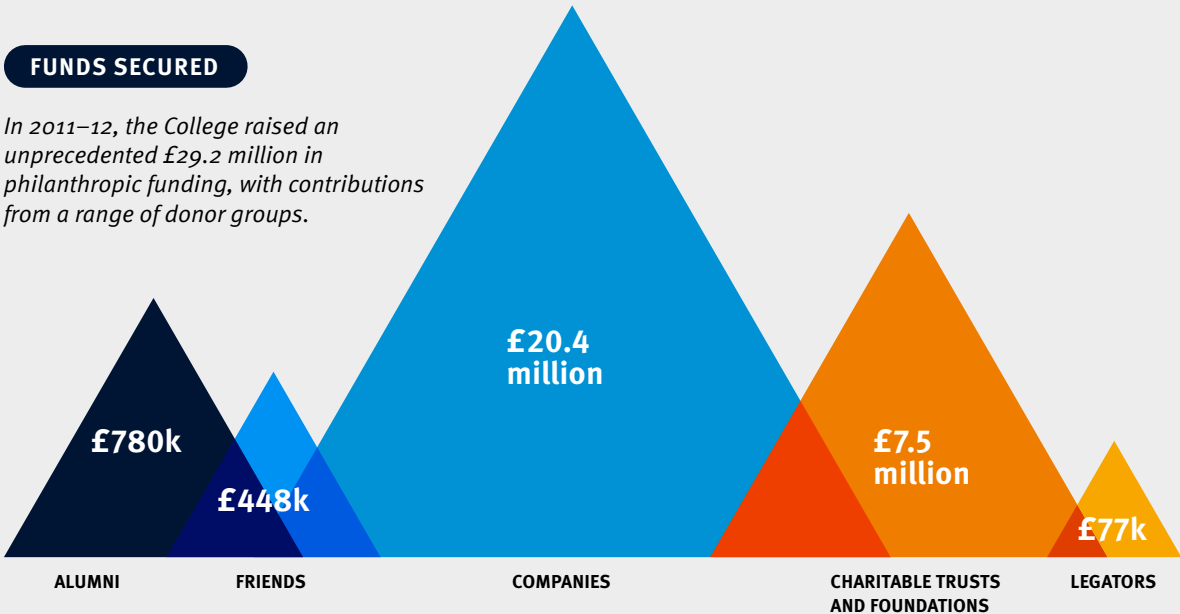 FUNDS SECURED
In 2011–12, the College raised an
unprecedented £29.2 million in
philanthropic funding, with contributions
from a range of donor groups.
£780k
£448k
£20.4
million
£7.5
million
£77k
ALUMNI
FRIENDS
COMPANIES
CHARITABLE TRUSTS
AND FOUNDATIONS
LEGATORS